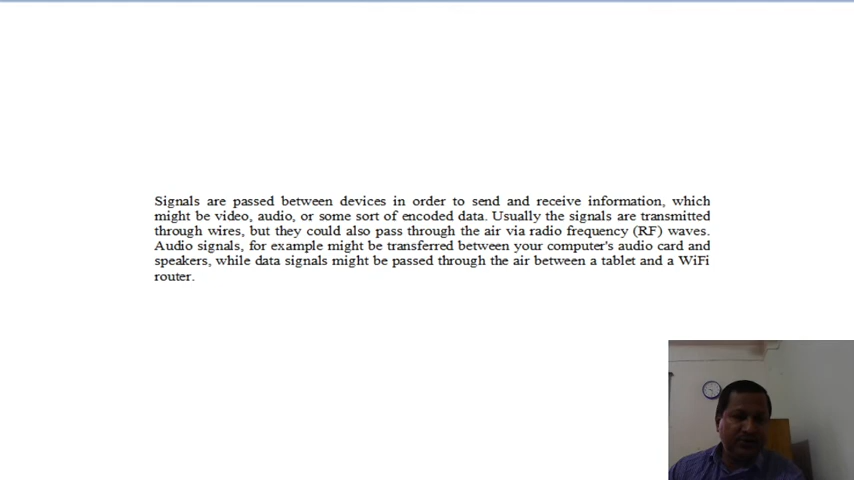 Signals are passed between devices in order to send and receive information, which
might be video, audio, or some sort of encoded data. Usually the signals are transmitted
through wires, but they could also pass through the air via radio frequency (RF) waves.
Audio signals, for example might be transferred between your computer's audio card and
speakers, while data signals might be passed through the air between a tablet and a WiFi
router.